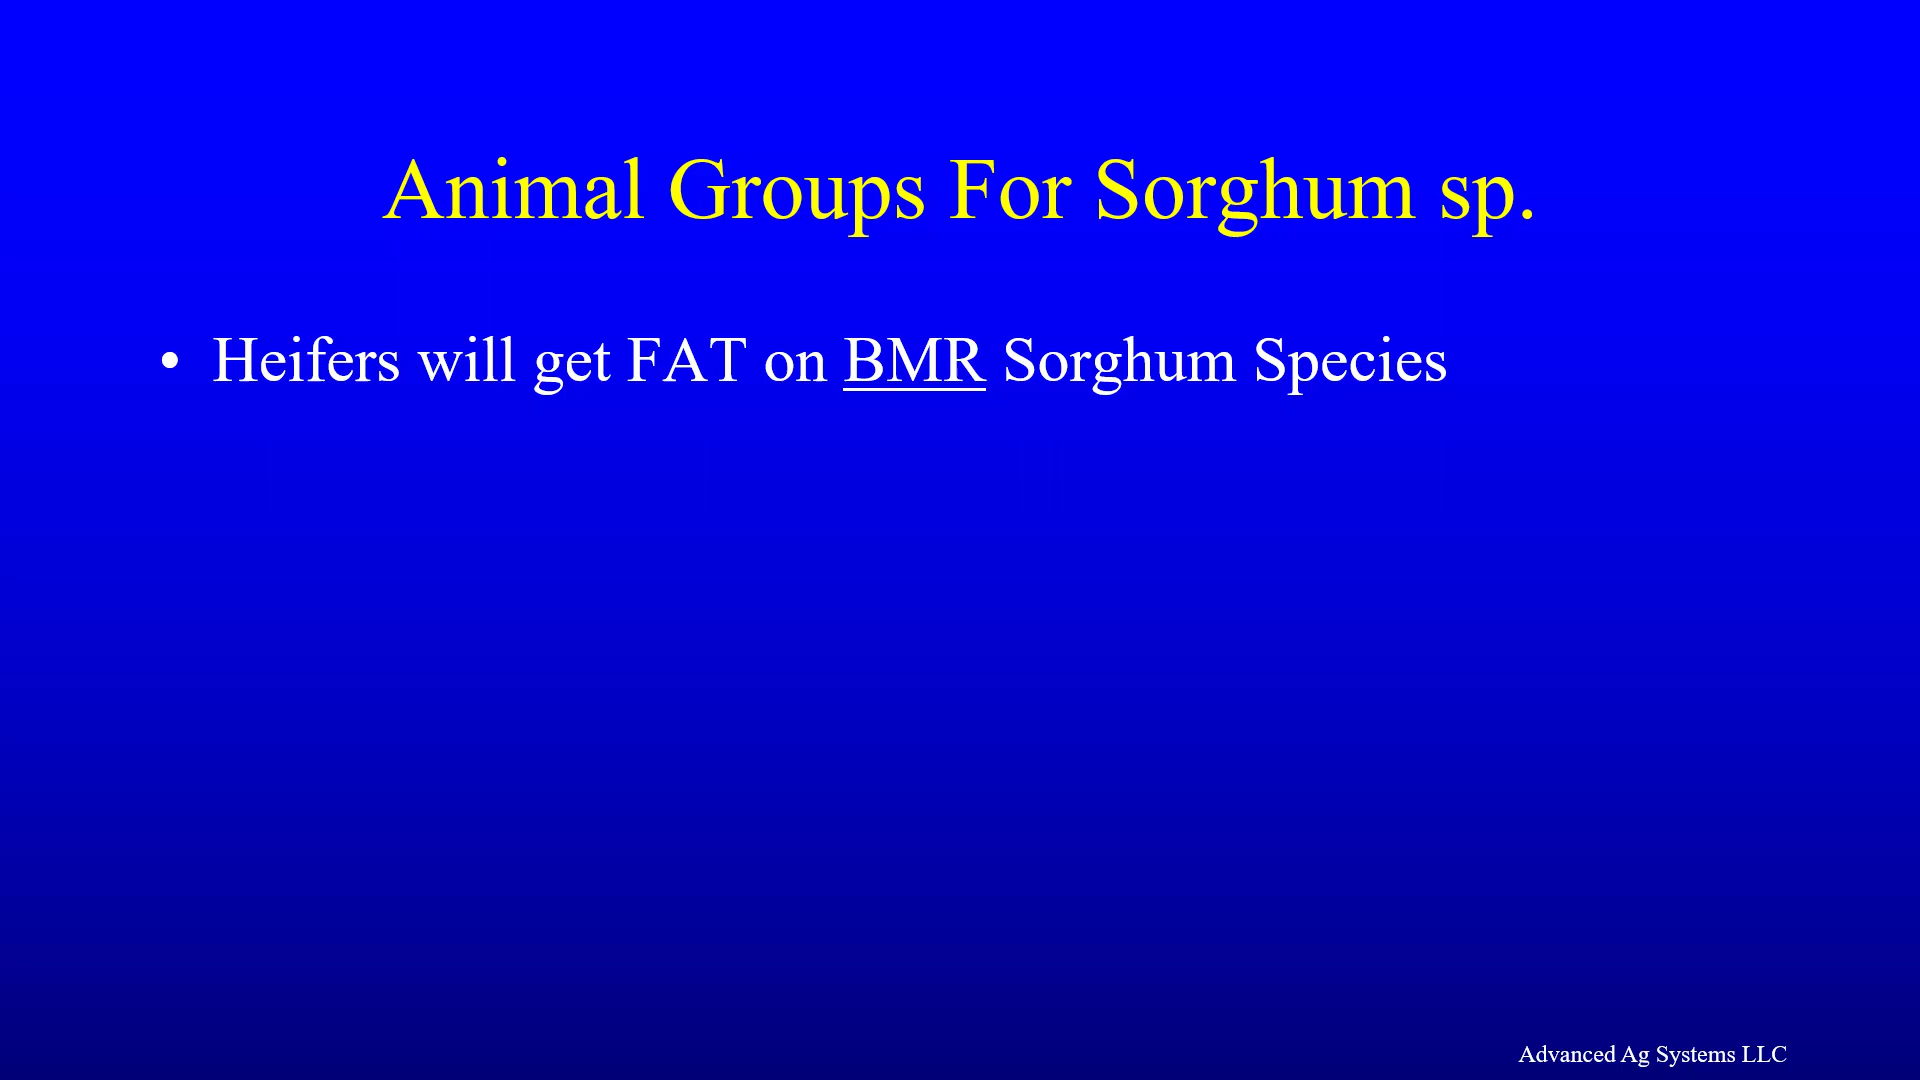 Animal Groups For Sorghum sp.
• Heifers will get FAT on BMR Sorghum Species
Advanced Ag Systems LLC